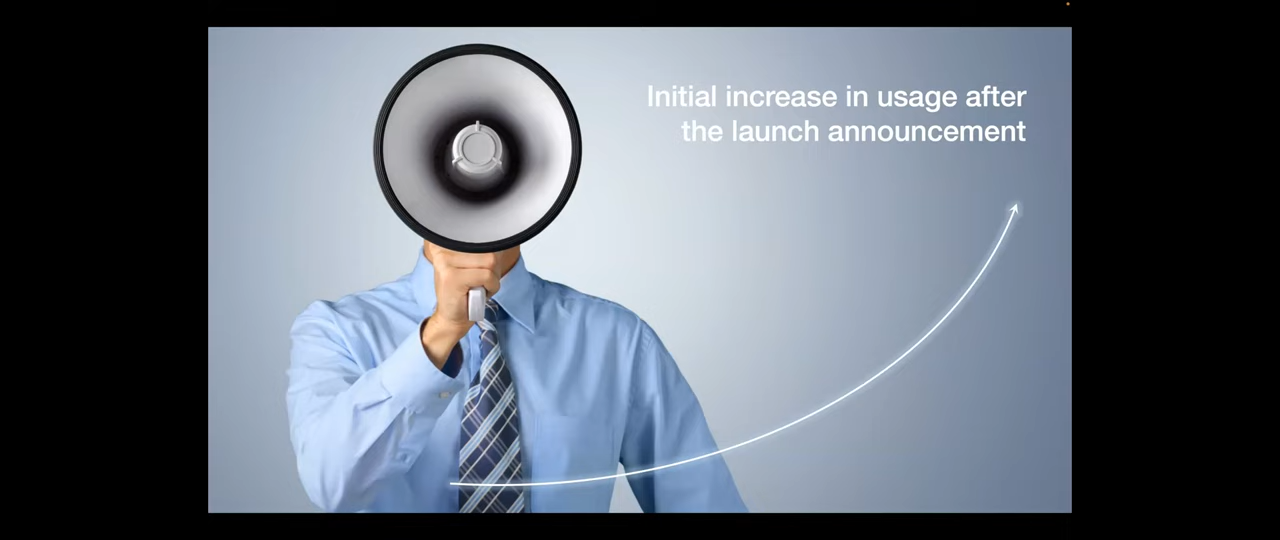 Initial increase in usage after
the launch announcement